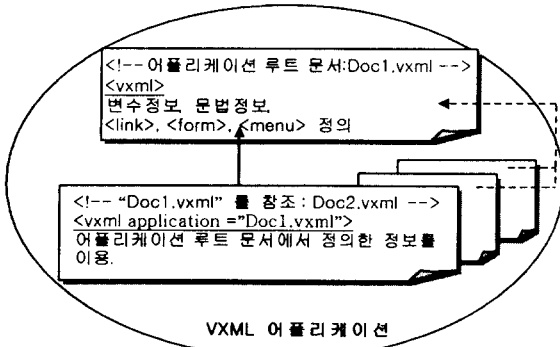 <!-- 어플리케이션 루트 문서:Doc1.vxml -->
<vxml>
변수정보, 문법정보,
<link>, <form>, <menu> 정의
<!-- "Doc1.vxml" 를 참조 : Doc2.vxml -->
<vxml application ="Doc1.vxml">
어플리케이션 루트 문서에서 정의한 정보를
이용.
VXML 어플리케이션